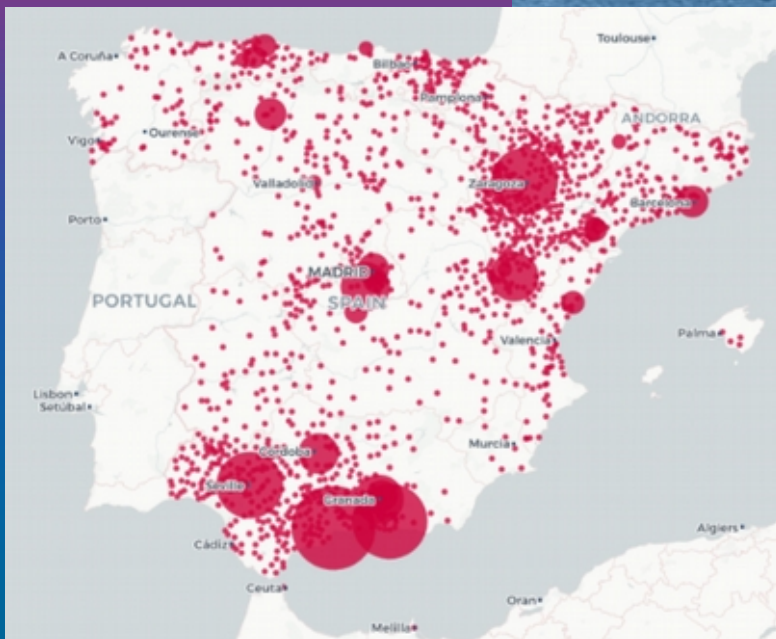 Toulouse
A Coruña
Bilbao
Pamplona
ANDORRA
Vigo
Ourense
Valladolid
Zaragoza
Barcelona
Porto
MADRID
PORTUGAL
SPAIN
Palma
Valencia
Lisbon
Setúbal
Murcia
Córdoba
Seville
Granada
Cádiz
Algiers
Ceuta
Oran
Melilla